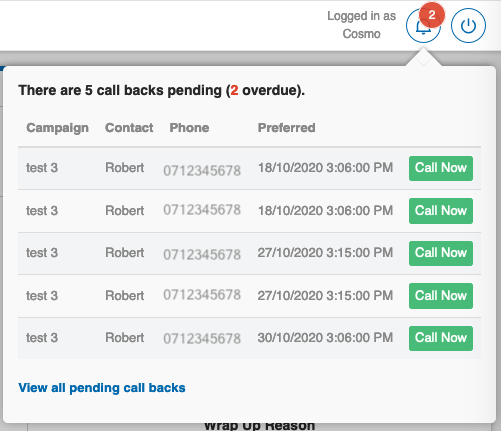 Logged in as
Cosmo
2
There are 5 call backs pending (2 overdue).
Campaign Contact Phone Preferred
test 3 Robert 0712345678 18/10/2020 3:06:00 PM Call Now
test 3 Robert 0712345678 18/10/2020 3:06:00 PM Call Now
test 3 Robert 0712345678 27/10/2020 3:15:00 PM Call Now
test 3 Robert 0712345678 27/10/2020 3:15:00 PM Call Now
test 3 Robert 0712345678 30/10/2020 3:06:00 PM Call Now
View all pending call backs
Wrap Up Reason